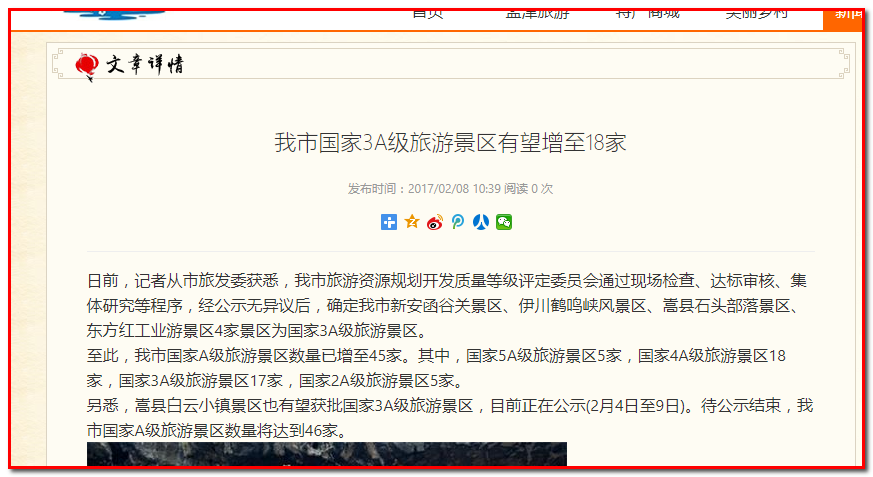 首页 孟津旅游 特产商城 美丽乡村 新闻
文章详情
我市国家3A级旅游景区有望增至18家
发布时间：2017/02/08 10:39 阅读 0 次
日前，记者从市旅发委获悉，我市旅游资源规划开发质量等级评定委员会通过现场检查、达标审核、集
体研究等程序，经公示无异议后，确定我市新安函谷关景区、伊川鹤鸣峡风景区、嵩县石头部落景区、
东方红工业游景区4家景区为国家3A级旅游景区。
至此，我市国家A级旅游景区数量已增至45家。其中，国家5A级旅游景区5家，国家4A级旅游景区18
家，国家3A级旅游景区17家，国家2A级旅游景区5家。
另悉，嵩县白云小镇景区也有望获批国家3A级旅游景区，目前正在公示(2月4日至9日)。待公示结束，我
市国家A级旅游景区数量将达到46家。